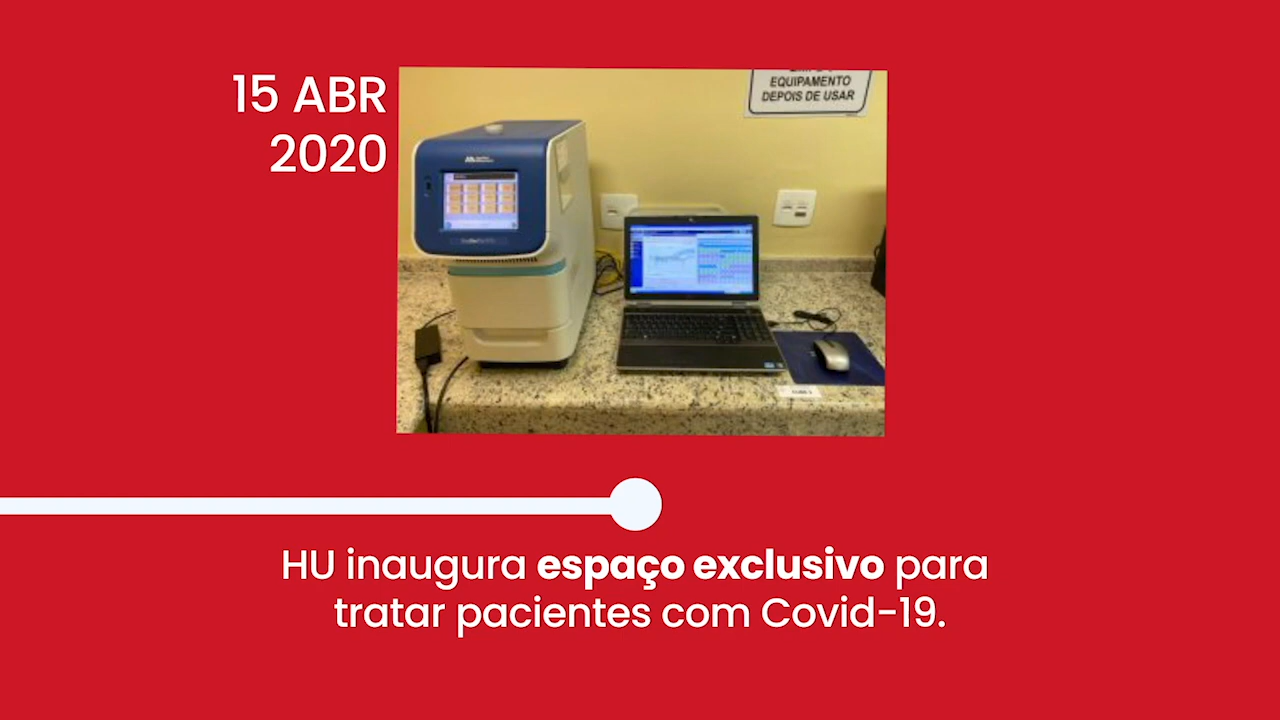 15 ABR
2020
EQUIPAMENTO
DEPOIS DE USAR
HU inaugura espaço exclusivo para
tratar pacientes com Covid-19.